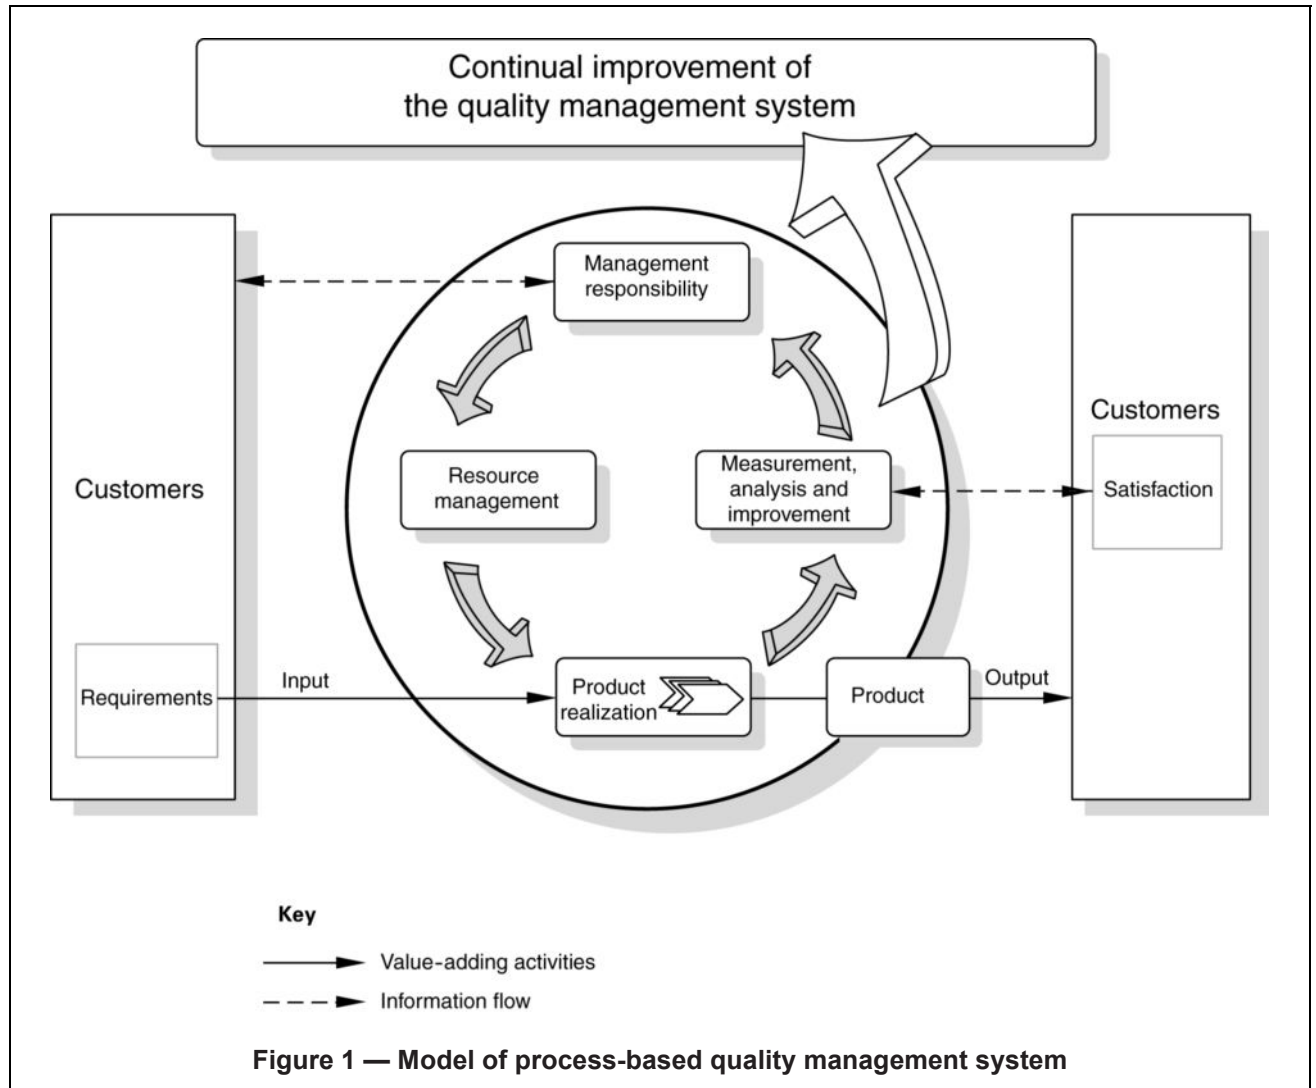 Continual improvement of
the quality management system
Management
responsibility
Customers
Resource
management
Measurement,
analysis and
improvement
Customers
Satisfaction
Requirements
Input
Product
realization
Product
Output
Key
Value-adding activities
Information flow
Figure 1 — Model of process-based quality management system